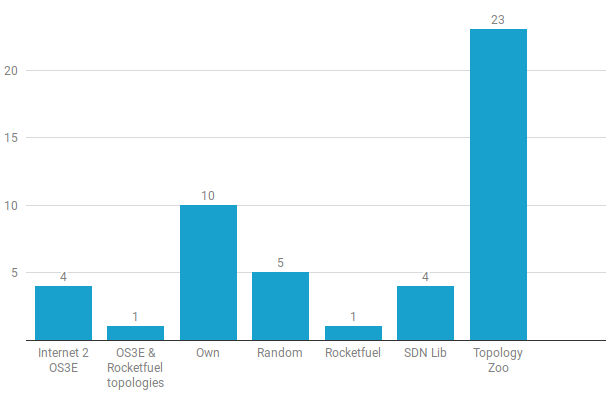 23
20
15
10
10
5
5
4
4
1
1
Internet 2
OS3E
OS3E &
Rocketfuel
topologies
Own
Random
Rocketfuel
SDN Lib
Topology
Zoo